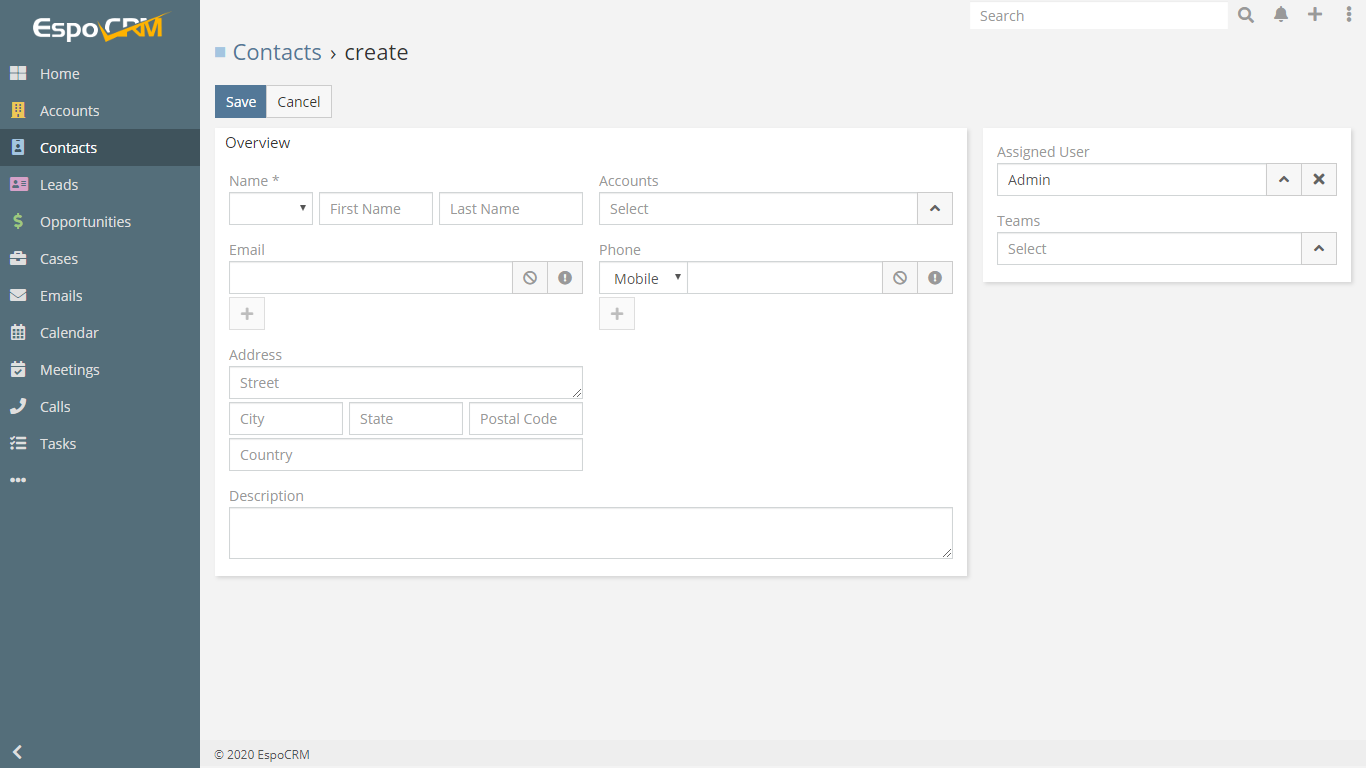 EspoCRM
Home
Accounts
Contacts
Leads
Opportunities
Cases
Emails
Calendar
Meetings
Calls
Tasks
Search
Contacts › create
Save Cancel
Overview
Name * Accounts
First Name Last Name Select
Email Phone
Mobile
Address
Street
City State Postal Code
Country
Description
Assigned User
Admin
Teams
Select
© 2020 EspoCRM